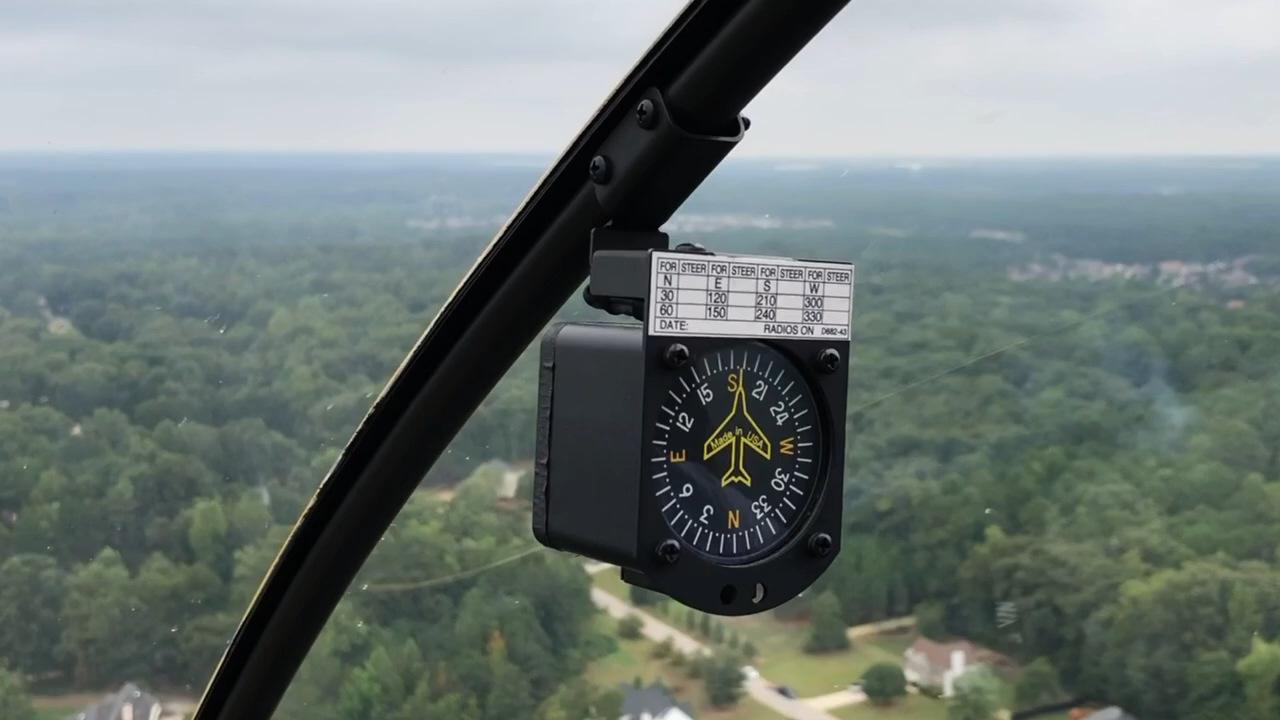 FOR STEER FOR STEER FOR STEER FOR STEER
N E S W
30 120 210 300
60 150 240 330
DATE: RADIOS ON D662-43
S 21 24 W 30 33 N 3 6 E 12 15
Made in USA